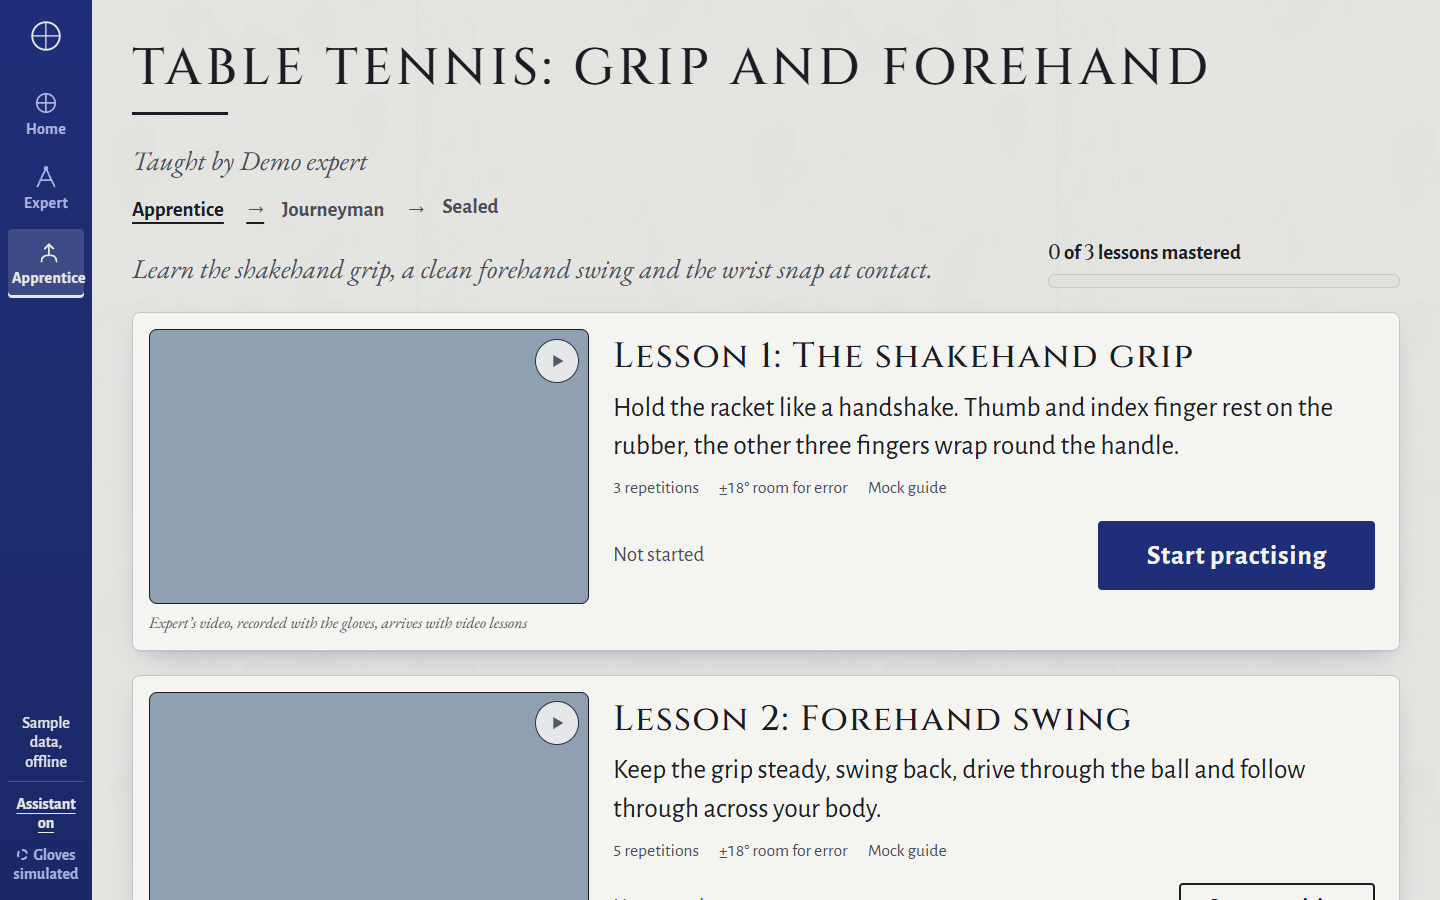 TABLE TENNIS: GRIP AND FOREHAND
Home
Expert
Apprentice
Taught by Demo expert
Apprentice → Journeyman → Sealed
Learn the shakehand grip, a clean forehand swing and the wrist snap at contact.
0 of 3 lessons mastered
LESSON 1: THE SHAKEHAND GRIP
Hold the racket like a handshake. Thumb and index finger rest on the
rubber, the other three fingers wrap round the handle.
3 repetitions ±18° room for error Mock guide
Not started
Start practising
Expert's video, recorded with the gloves, arrives with video lessons
LESSON 2: FOREHAND SWING
Keep the grip steady, swing back, drive through the ball and follow
through across your body.
5 repetitions ±18° room for error Mock guide
Sample
data,
offline
Assistant
on
Gloves
simulated